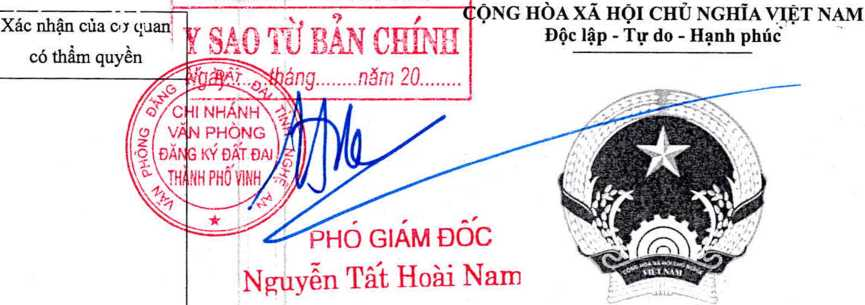 Xác nhận của cơ quan
có thẩm quyền
Y SAO TỪ BẢN CHÍNH
Ngày........tháng........năm 20........
VĂN PHÒNG ĐĂNG KÝ ĐẤT ĐAI TỈNH NGHỆ AN
CHI NHÁNH
VĂN PHÒNG
ĐĂNG KÝ ĐẤT ĐAI
THÀNH PHỐ VINH
PHÓ GIÁM ĐỐC
Nguyễn Tất Hoài Nam
CỘNG HÒA XÃ HỘI CHỦ NGHĨA VIỆT NAM
Độc lập - Tự do - Hạnh phúc
CỘNG HÒA XÃ HỘI CHỦ NGHĨA
VIỆT NAM